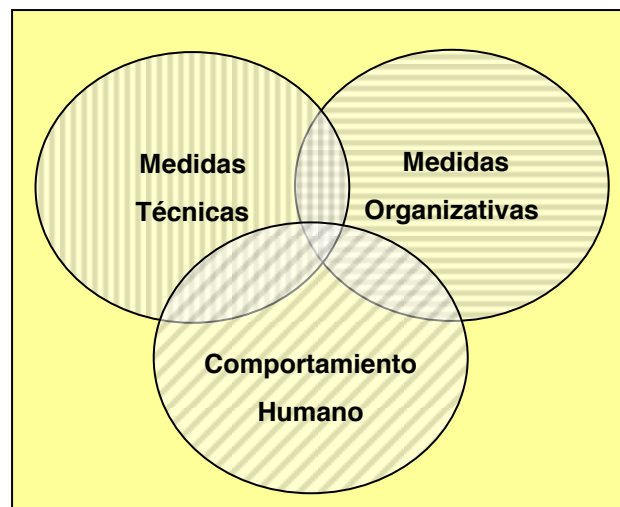 Medidas
Técnicas
Medidas
Organizativas
Comportamiento
Humano